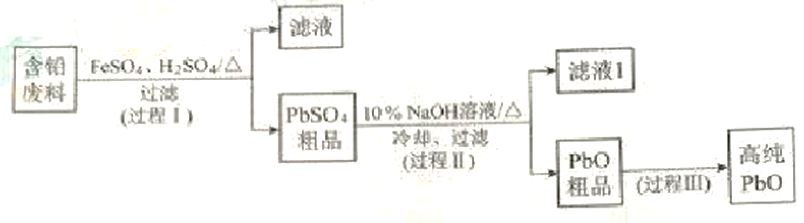 含铅
废料
FeSO₄、H₂SO₄/△
过滤
(过程Ⅰ)
滤液
PbSO₄
粗品
10%NaOH溶液/△
冷却、过滤
(过程Ⅱ)
滤液Ⅰ
PbO
粗品
(过程Ⅲ)
高纯
PbO